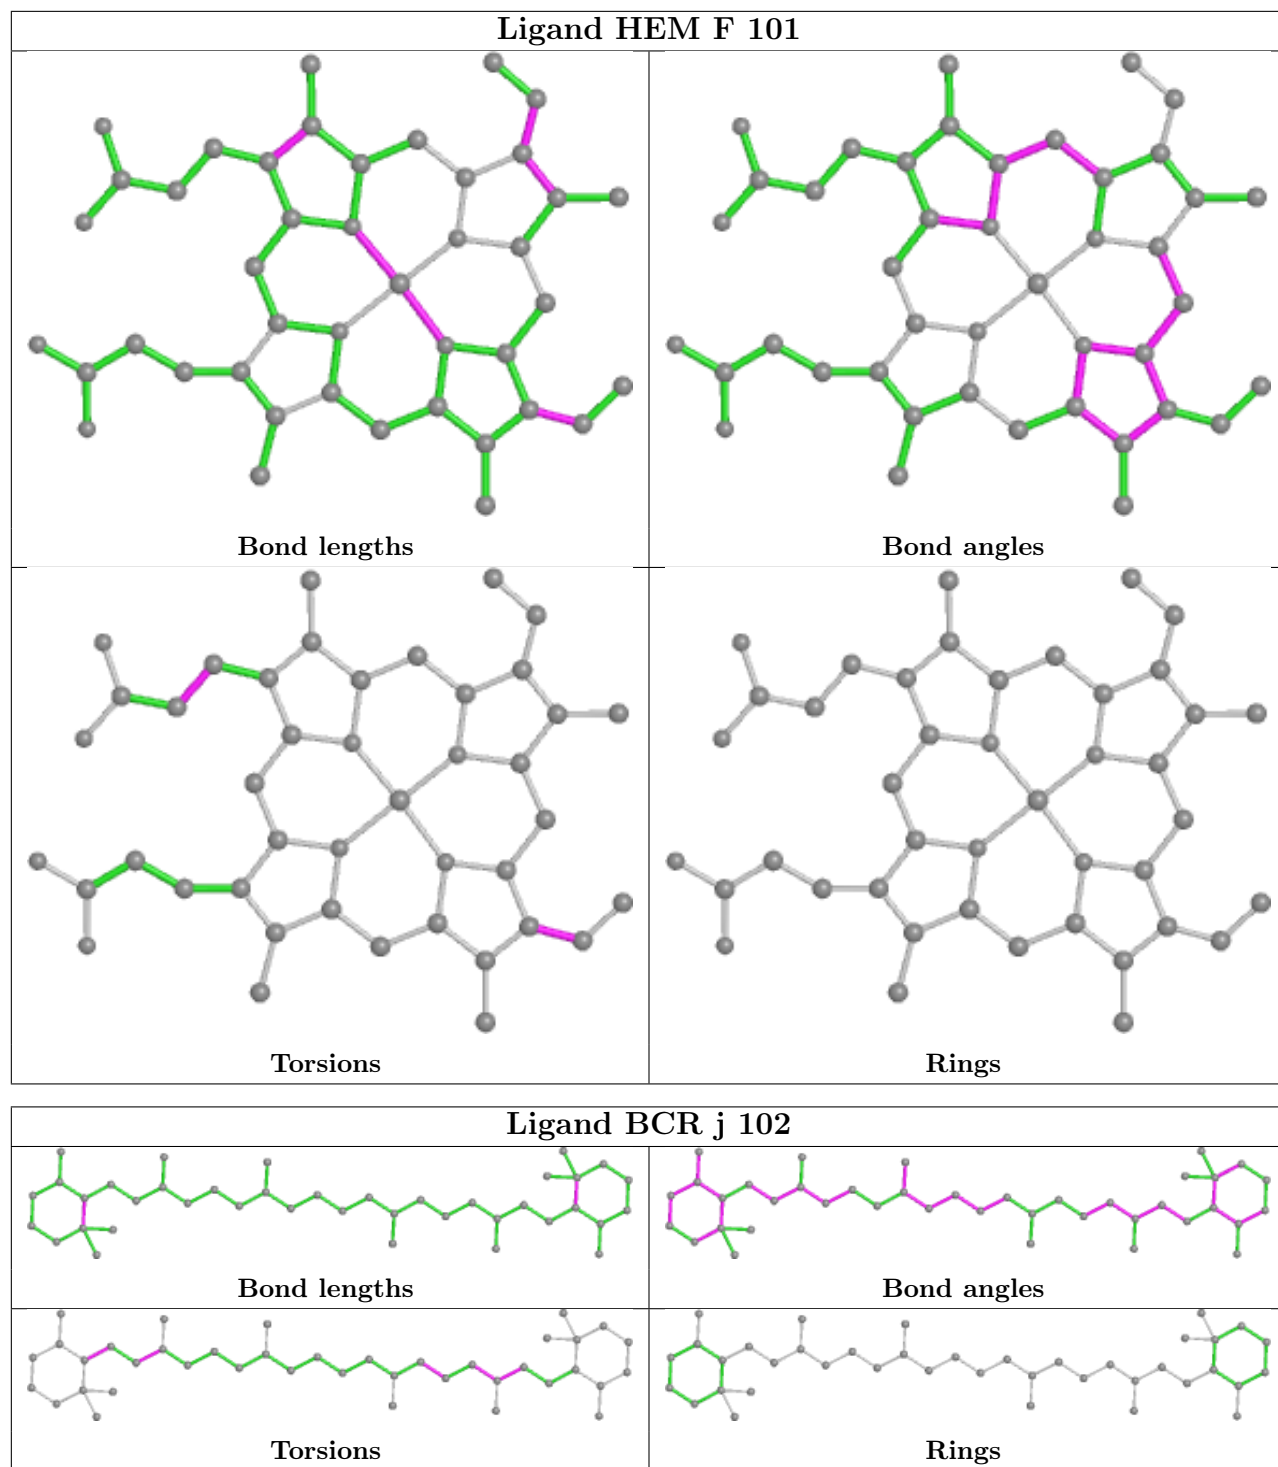 Ligand HEM F 101
Bond lengths
Bond angles
Torsions
Rings
Ligand BCR j 102
Bond lengths
Bond angles
Torsions
Rings